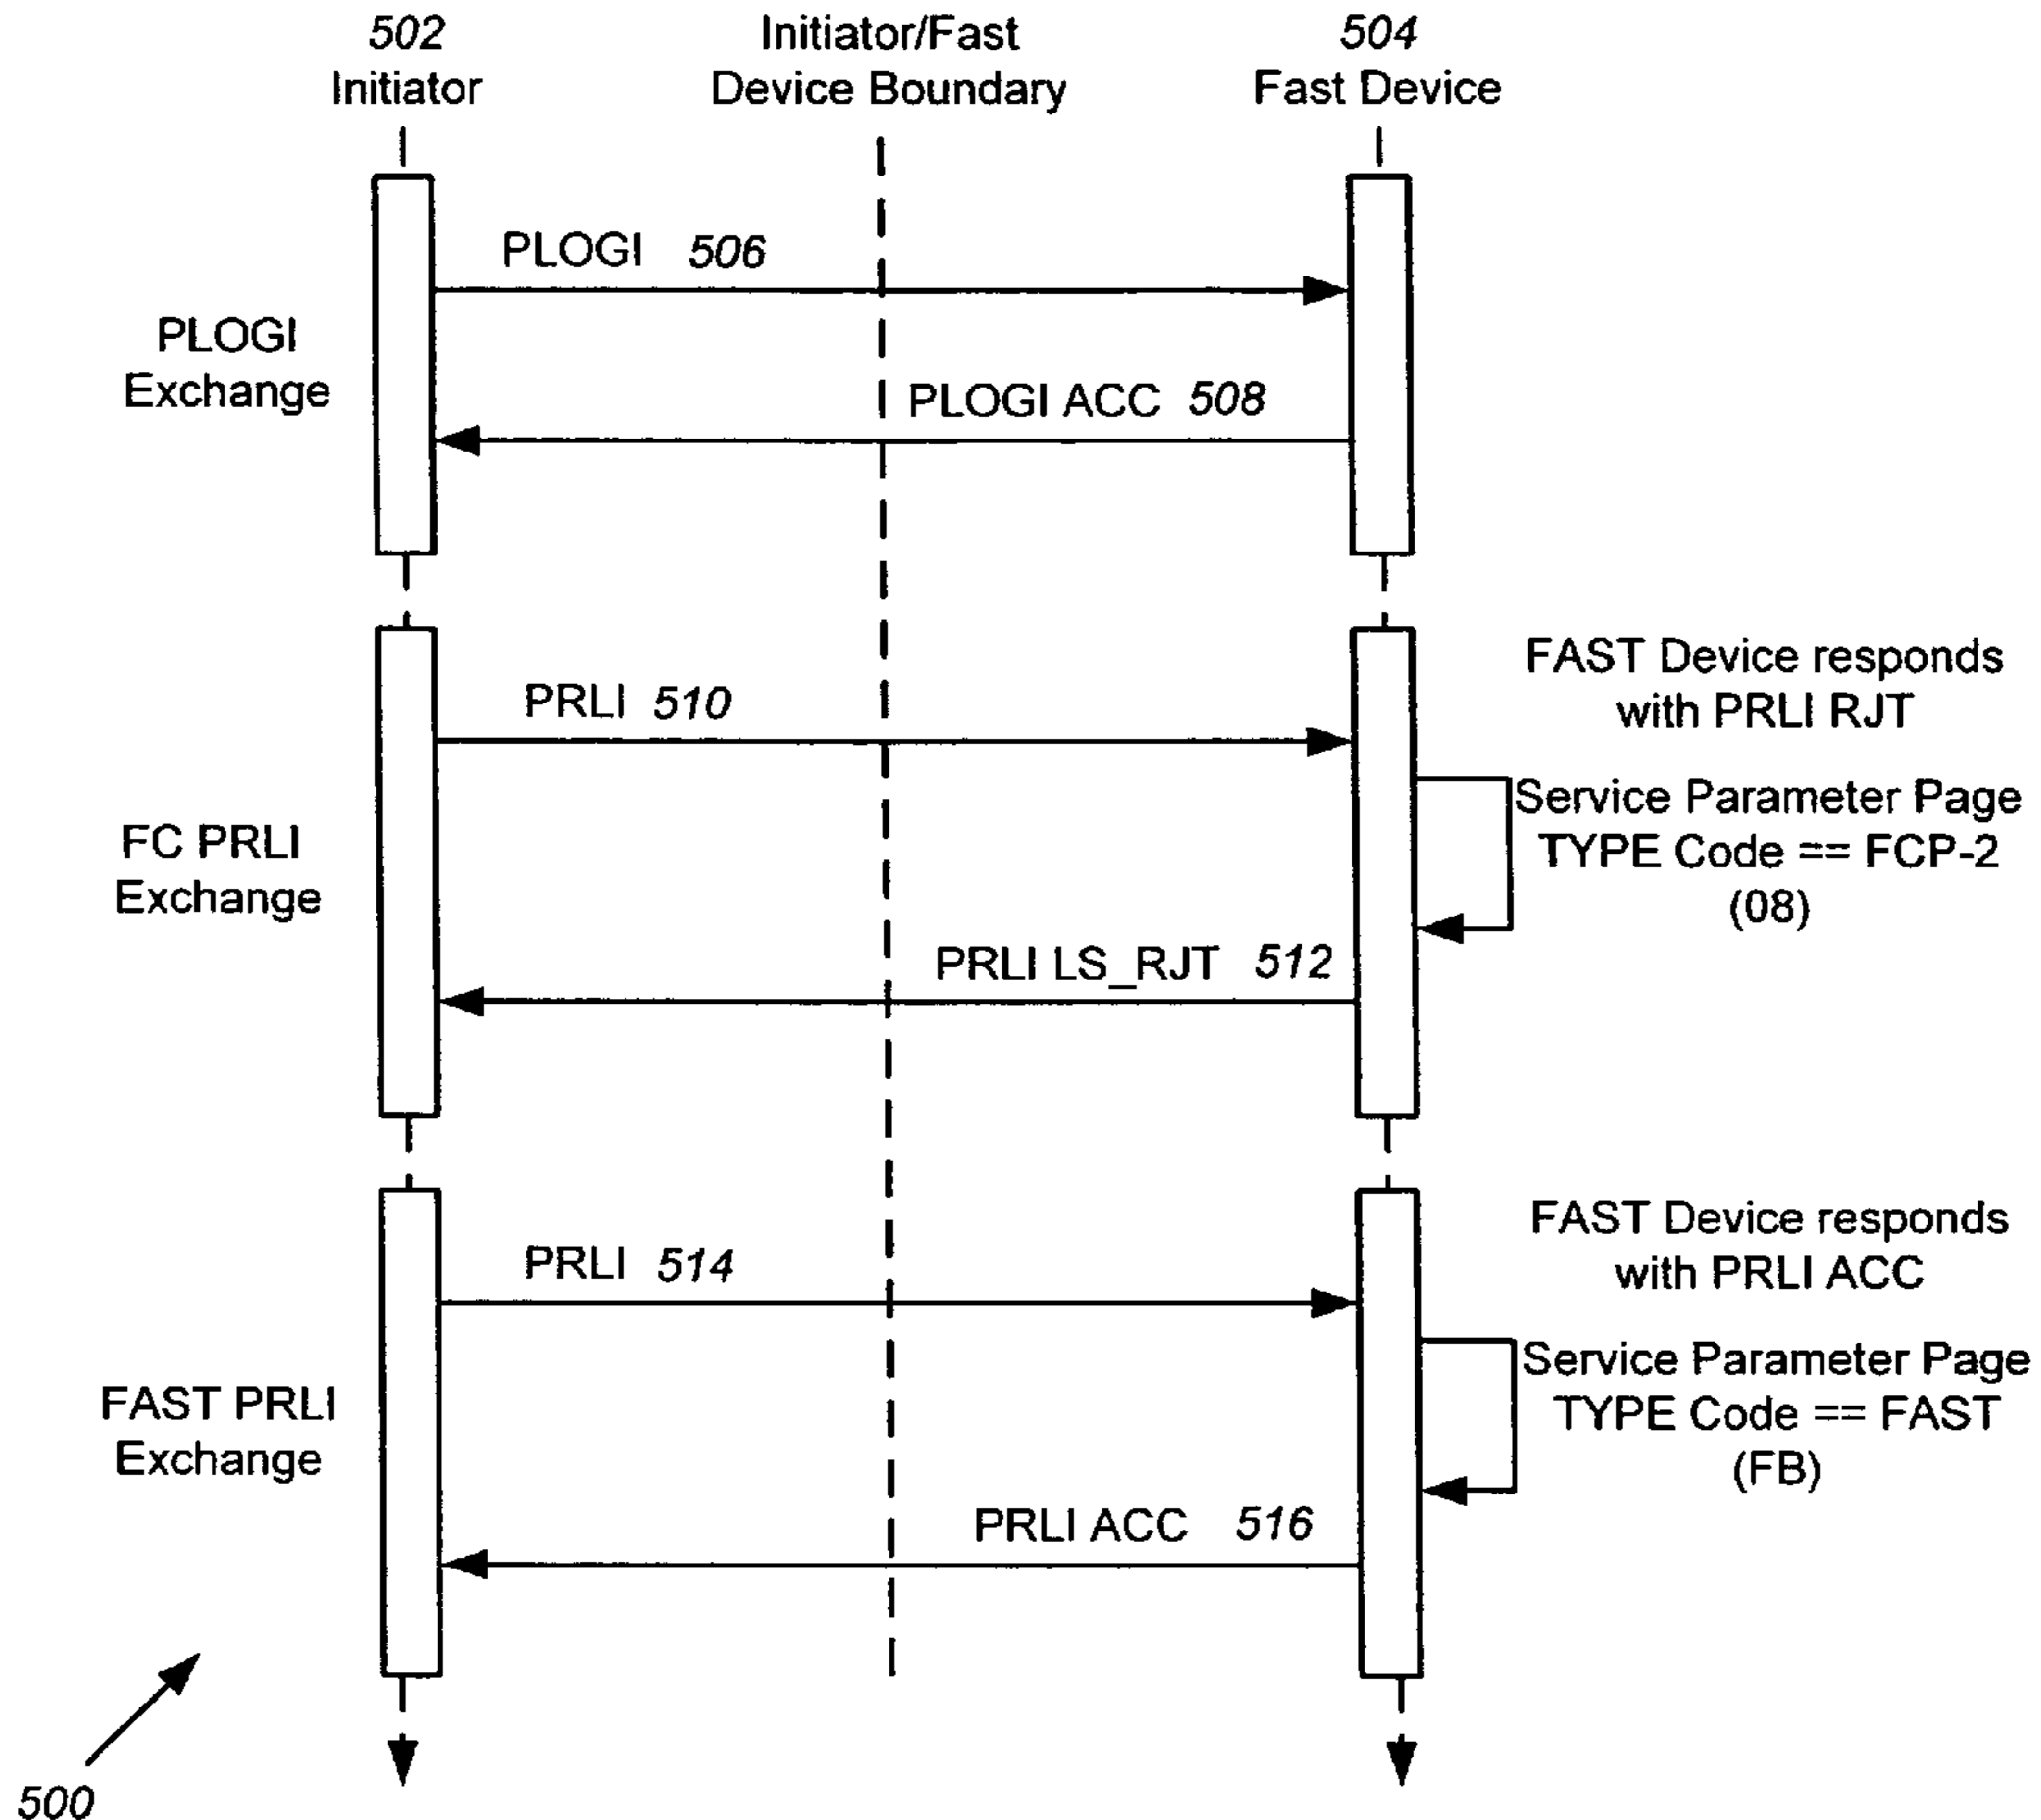 502
Initiator
Initiator/Fast
Device Boundary
504
Fast Device
PLOGI 506
PLOGI
Exchange
PLOGI ACC 508
PRLI 510
FAST Device responds
with PRLI RJT
Service Parameter Page
TYPE Code == FCP-2
(08)
FC PRLI
Exchange
PRLI LS_RJT 512
PRLI 514
FAST Device responds
with PRLI ACC
Service Parameter Page
TYPE Code == FAST
(FB)
FAST PRLI
Exchange
PRLI ACC 516
500